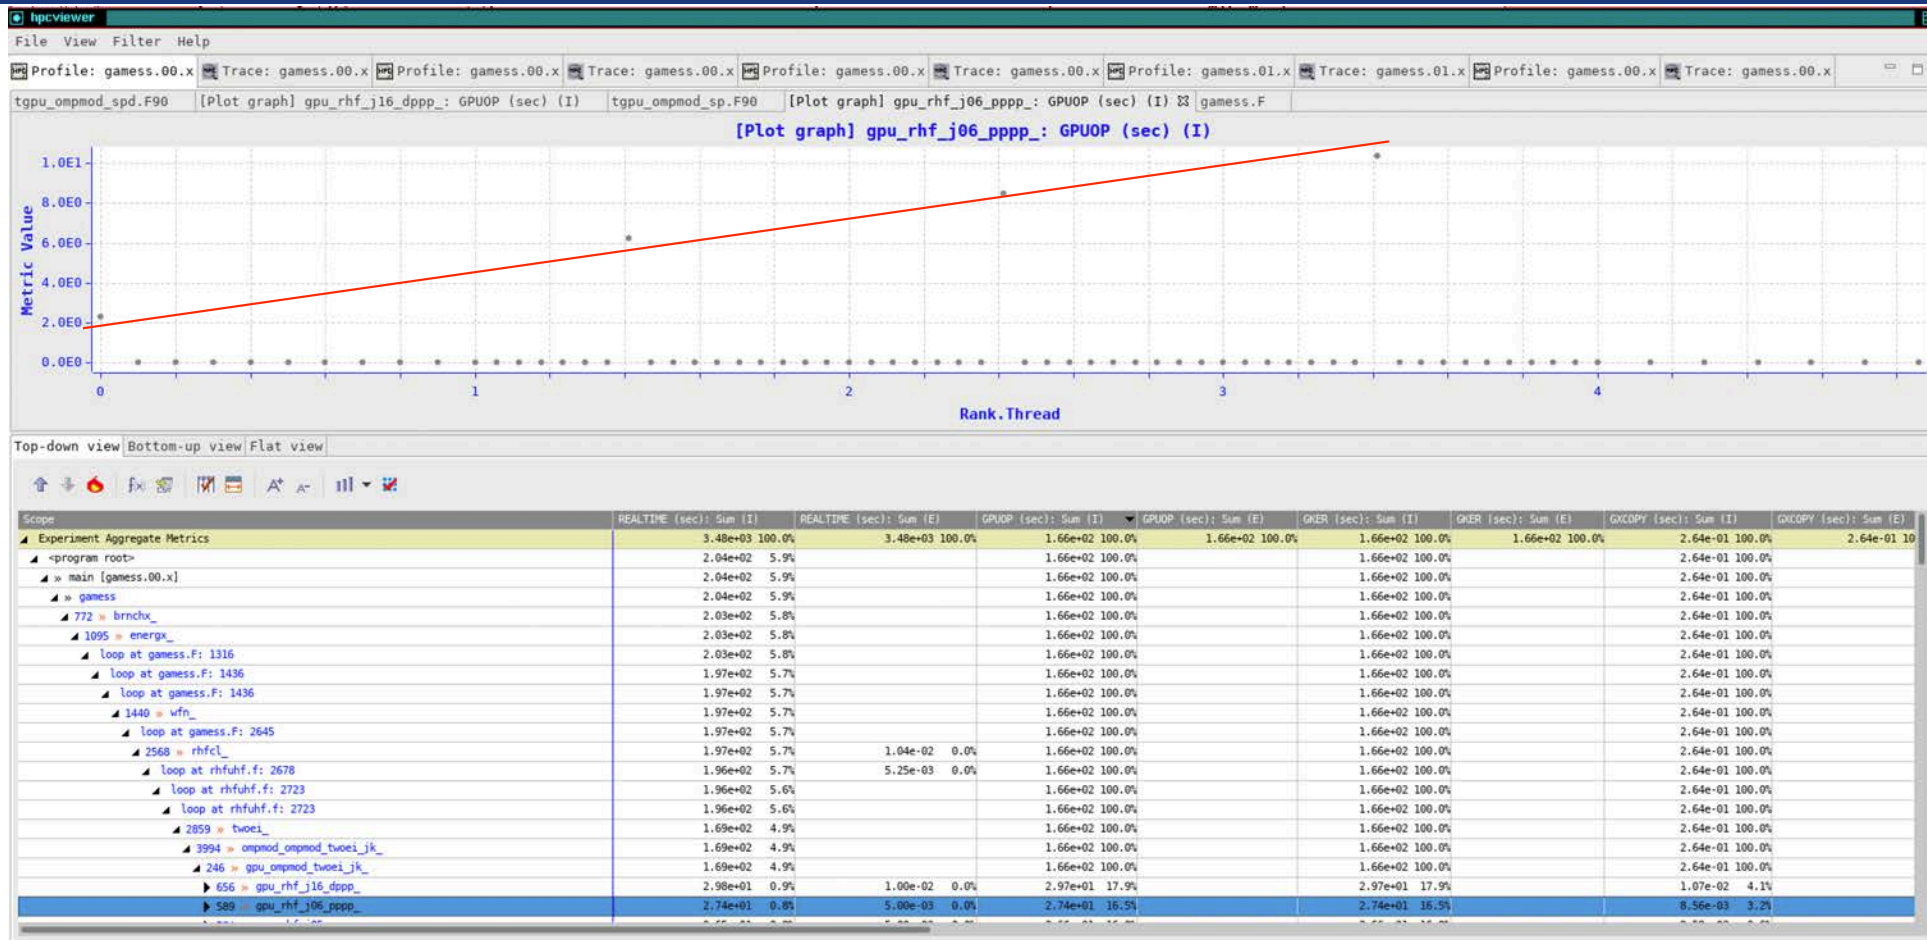 hpcviewer
File View Filter Help
Profile: gamess.00.x Trace: gamess.00.x Profile: gamess.00.x Trace: gamess.00.x Profile: gamess.00.x Trace: gamess.00.x Profile: gamess.01.x Trace: gamess.01.x Profile: gamess.00.x Trace: gamess.00.x
tgpu_ompmod_spd.F90 [Plot graph] gpu_rhf_j16_dppp_: GPUOP (sec) (I) tgpu_ompmod_sp.F90 [Plot graph] gpu_rhf_j06_pppp_: GPUOP (sec) (I) gamess.F
[Plot graph] gpu_rhf_j06_pppp_: GPUOP (sec) (I)
Metric Value
1.0E1
8.0E0
6.0E0
4.0E0
2.0E0
0.0E0
0 1 2 3 4
Rank.Thread
Top-down view Bottom-up view Flat view
Scope REALTIME (sec): Sum (I) REALTIME (sec): Sum (E) GPUOP (sec): Sum (I) GPUOP (sec): Sum (E) GKER (sec): Sum (I) GKER (sec): Sum (E) GXCOPY (sec): Sum (I) GXCOPY (sec): Sum (E)
Experiment Aggregate Metrics 3.48e+03 100.0% 3.48e+03 100.0% 1.66e+02 100.0% 1.66e+02 100.0% 1.66e+02 100.0% 1.66e+02 100.0% 2.64e-01 100.0% 2.64e-01 10
<program root> 2.04e+02 5.9% 1.66e+02 100.0% 1.66e+02 100.0% 2.64e-01 100.0%
» main [gamess.00.x] 2.04e+02 5.9% 1.66e+02 100.0% 1.66e+02 100.0% 2.64e-01 100.0%
» gamess 2.04e+02 5.9% 1.66e+02 100.0% 1.66e+02 100.0% 2.64e-01 100.0%
772 » brnchx_ 2.03e+02 5.8% 1.66e+02 100.0% 1.66e+02 100.0% 2.64e-01 100.0%
1095 » energx_ 2.03e+02 5.8% 1.66e+02 100.0% 1.66e+02 100.0% 2.64e-01 100.0%
loop at gamess.F: 1316 2.03e+02 5.8% 1.66e+02 100.0% 1.66e+02 100.0% 2.64e-01 100.0%
loop at gamess.F: 1436 1.97e+02 5.7% 1.66e+02 100.0% 1.66e+02 100.0% 2.64e-01 100.0%
loop at gamess.F: 1436 1.97e+02 5.7% 1.66e+02 100.0% 1.66e+02 100.0% 2.64e-01 100.0%
1440 » wfn_ 1.97e+02 5.7% 1.66e+02 100.0% 1.66e+02 100.0% 2.64e-01 100.0%
loop at gamess.F: 2645 1.97e+02 5.7% 1.66e+02 100.0% 1.66e+02 100.0% 2.64e-01 100.0%
2568 » rhfcl_ 1.97e+02 5.7% 1.04e-02 0.0% 1.66e+02 100.0% 1.66e+02 100.0% 2.64e-01 100.0%
loop at rhfuhf.f: 2678 1.96e+02 5.7% 5.25e-03 0.0% 1.66e+02 100.0% 1.66e+02 100.0% 2.64e-01 100.0%
loop at rhfuhf.f: 2723 1.96e+02 5.6% 1.66e+02 100.0% 1.66e+02 100.0% 2.64e-01 100.0%
loop at rhfuhf.f: 2723 1.96e+02 5.6% 1.66e+02 100.0% 1.66e+02 100.0% 2.64e-01 100.0%
2859 » twoei_ 1.69e+02 4.9% 1.66e+02 100.0% 1.66e+02 100.0% 2.64e-01 100.0%
3994 » ompmod_ompmod_twoei_jk_ 1.69e+02 4.9% 1.66e+02 100.0% 1.66e+02 100.0% 2.64e-01 100.0%
246 » gpu_ompmod_twoei_jk_ 1.69e+02 4.9% 1.66e+02 100.0% 1.66e+02 100.0% 2.64e-01 100.0%
656 » gpu_rhf_j16_dppp_ 2.98e+01 0.9% 1.00e-02 0.0% 2.97e+01 17.9% 2.97e+01 17.9% 1.07e-02 4.1%
589 » gpu_rhf_j06_pppp_ 2.74e+01 0.8% 5.00e-03 0.0% 2.74e+01 16.5% 2.74e+01 16.5% 8.56e-03 3.2%